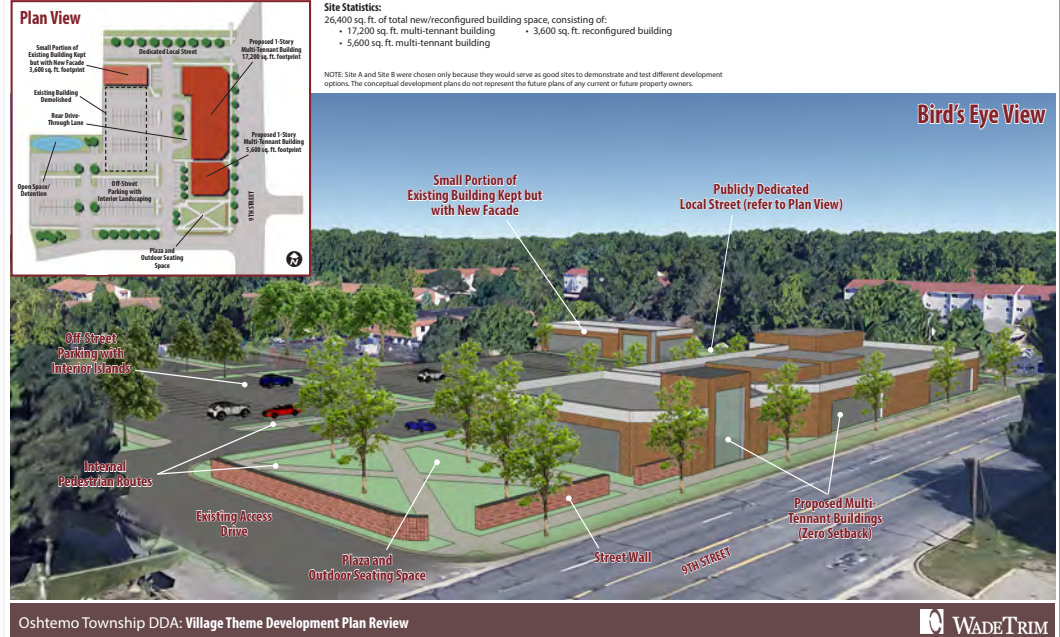 Plan View
Small Portion of
Existing Building Kept
but with New Facade
3,600 sq. ft. footprint
Dedicated Local Street
Proposed 1-Story
Multi-Tennant Building
17,200 sq. ft. footprint
Existing Building
Demolished
Rear Drive-
Through Lane
Proposed 1-Story
Multi-Tennant Building
5,600 sq. ft. footprint
Open Space/
Detention
Off-Street
Parking with
Interior Landscaping
9TH STREET
Plaza and
Outdoor Seating
Space
N
Site Statistics:
26,400 sq. ft. of total new/reconfigured building space, consisting of:
• 17,200 sq. ft. multi-tennant building • 3,600 sq. ft. reconfigured building
• 5,600 sq. ft. multi-tennant building
NOTE: Site A and Site B were chosen only because they would serve as good sites to demonstrate and test different development
options. The conceptual development plans do not represent the future plans of any current or future property owners.
Bird's Eye View
Small Portion of
Existing Building Kept but
with New Facade
Publicly Dedicated
Local Street (refer to Plan View)
Off-Street
Parking with
Interior Islands
Internal
Pedestrian Routes
Existing Access
Drive
Plaza and
Outdoor Seating Space
Street Wall
9TH STREET
Proposed Multi-
Tennant Buildings
(Zero Setback)
Oshtemo Township DDA: Village Theme Development Plan Review
WADETRIM